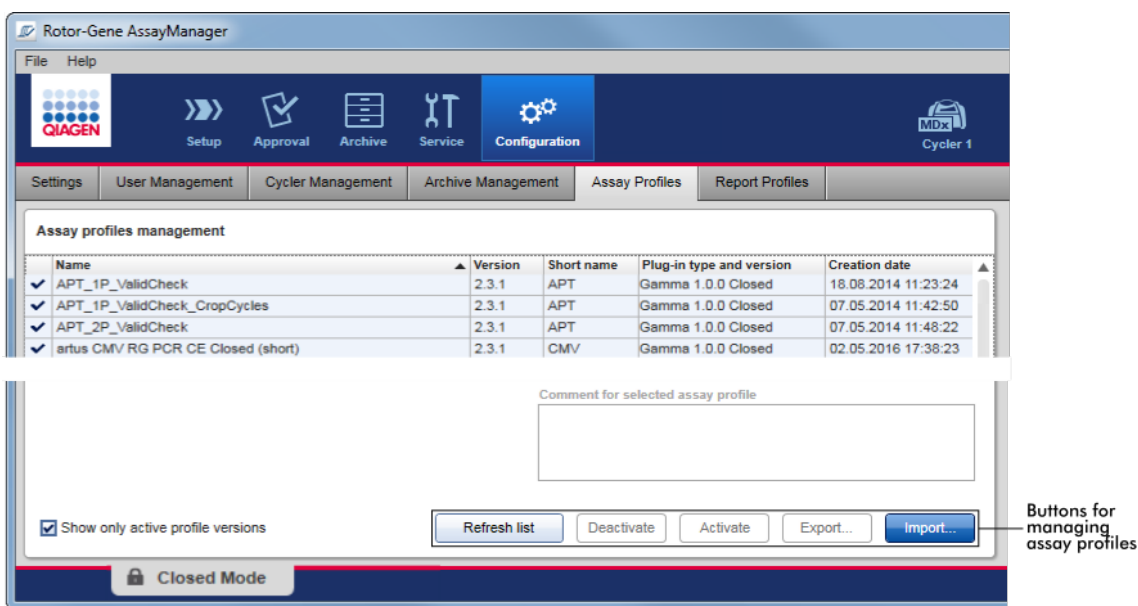 Rotor-Gene AssayManager
File Help
QIAGEN
Setup Approval Archive Service Configuration
MDx
Cycler 1
Settings User Management Cycler Management Archive Management Assay Profiles Report Profiles
Assay profiles management
Name Version Short name Plug-in type and version Creation date
APT_1P_ValidCheck 2.3.1 APT Gamma 1.0.0 Closed 18.08.2014 11:23:24
APT_1P_ValidCheck_CropCycles 2.3.1 APT Gamma 1.0.0 Closed 07.05.2014 11:42:50
APT_2P_ValidCheck 2.3.1 APT Gamma 1.0.0 Closed 07.05.2014 11:48:22
artus CMV RG PCR CE Closed (short) 2.3.1 CMV Gamma 1.0.0 Closed 02.05.2016 17:38:23
Comment for selected assay profile
Show only active profile versions
Refresh list Deactivate Activate Export... Import...
Buttons for
managing
assay profiles
Closed Mode